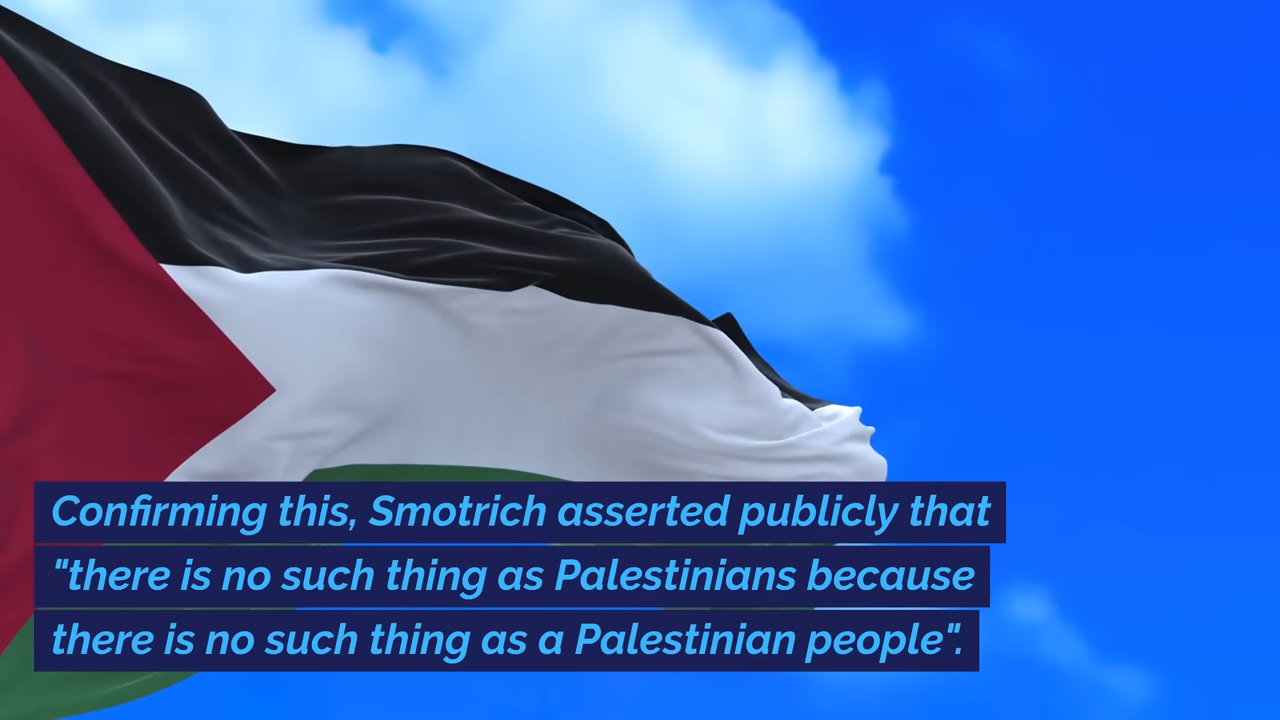 Confirming this, Smotrich asserted publicly that
"there is no such thing as Palestinians because
there is no such thing as a Palestinian people".